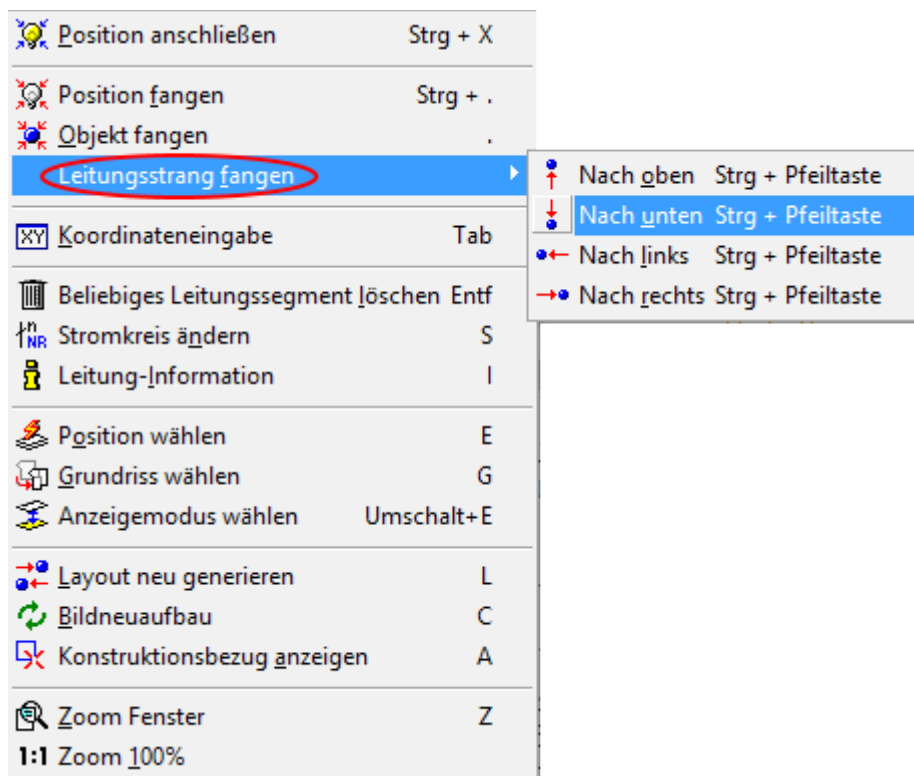 Position anschließen Strg + X
Position fangen Strg + .
Objekt fangen .
Leitungsstrang fangen
Nach oben Strg + Pfeiltaste
Nach unten Strg + Pfeiltaste
Nach links Strg + Pfeiltaste
Nach rechts Strg + Pfeiltaste
XY Koordinateneingabe Tab
Beliebiges Leitungssegment löschen Entf
n NR Stromkreis ändern S
Leitung-Information I
Position wählen E
Grundriss wählen G
Anzeigemodus wählen Umschalt+E
Layout neu generieren L
Bildneuaufbau C
Konstruktionsbezug anzeigen A
Zoom Fenster Z
1:1 Zoom 100%